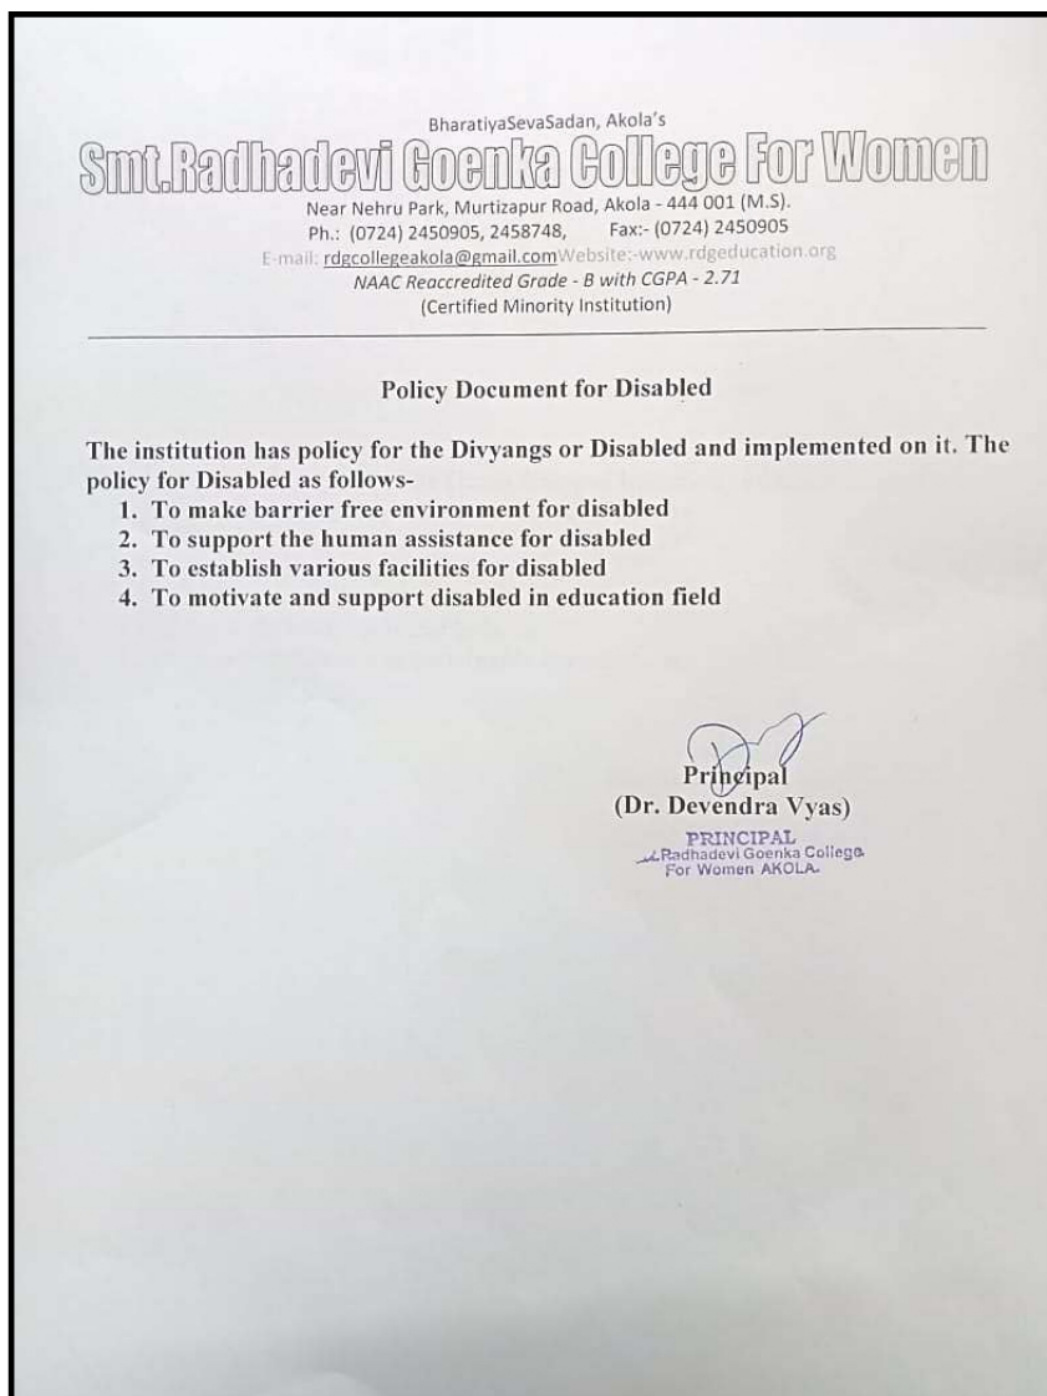 BharatiyaSevaSadan, Akola's
Smt.Radhadevi Goenka College For Women
Near Nehru Park, Murtizapur Road, Akola - 444 001 (M.S).
Ph.: (0724) 2450905, 2458748, Fax:- (0724) 2450905
E-mail: rdgcollegeakola@gmail.comWebsite:-www.rdgeducation.org
NAAC Reaccredited Grade - B with CGPA - 2.71
(Certified Minority Institution)
Policy Document for Disabled
The institution has policy for the Divyangs or Disabled and implemented on it. The
policy for Disabled as follows-
1. To make barrier free environment for disabled
2. To support the human assistance for disabled
3. To establish various facilities for disabled
4. To motivate and support disabled in education field
Principal
(Dr. Devendra Vyas)
PRINCIPAL
Radhadevi Goenka College
For Women AKOLA.